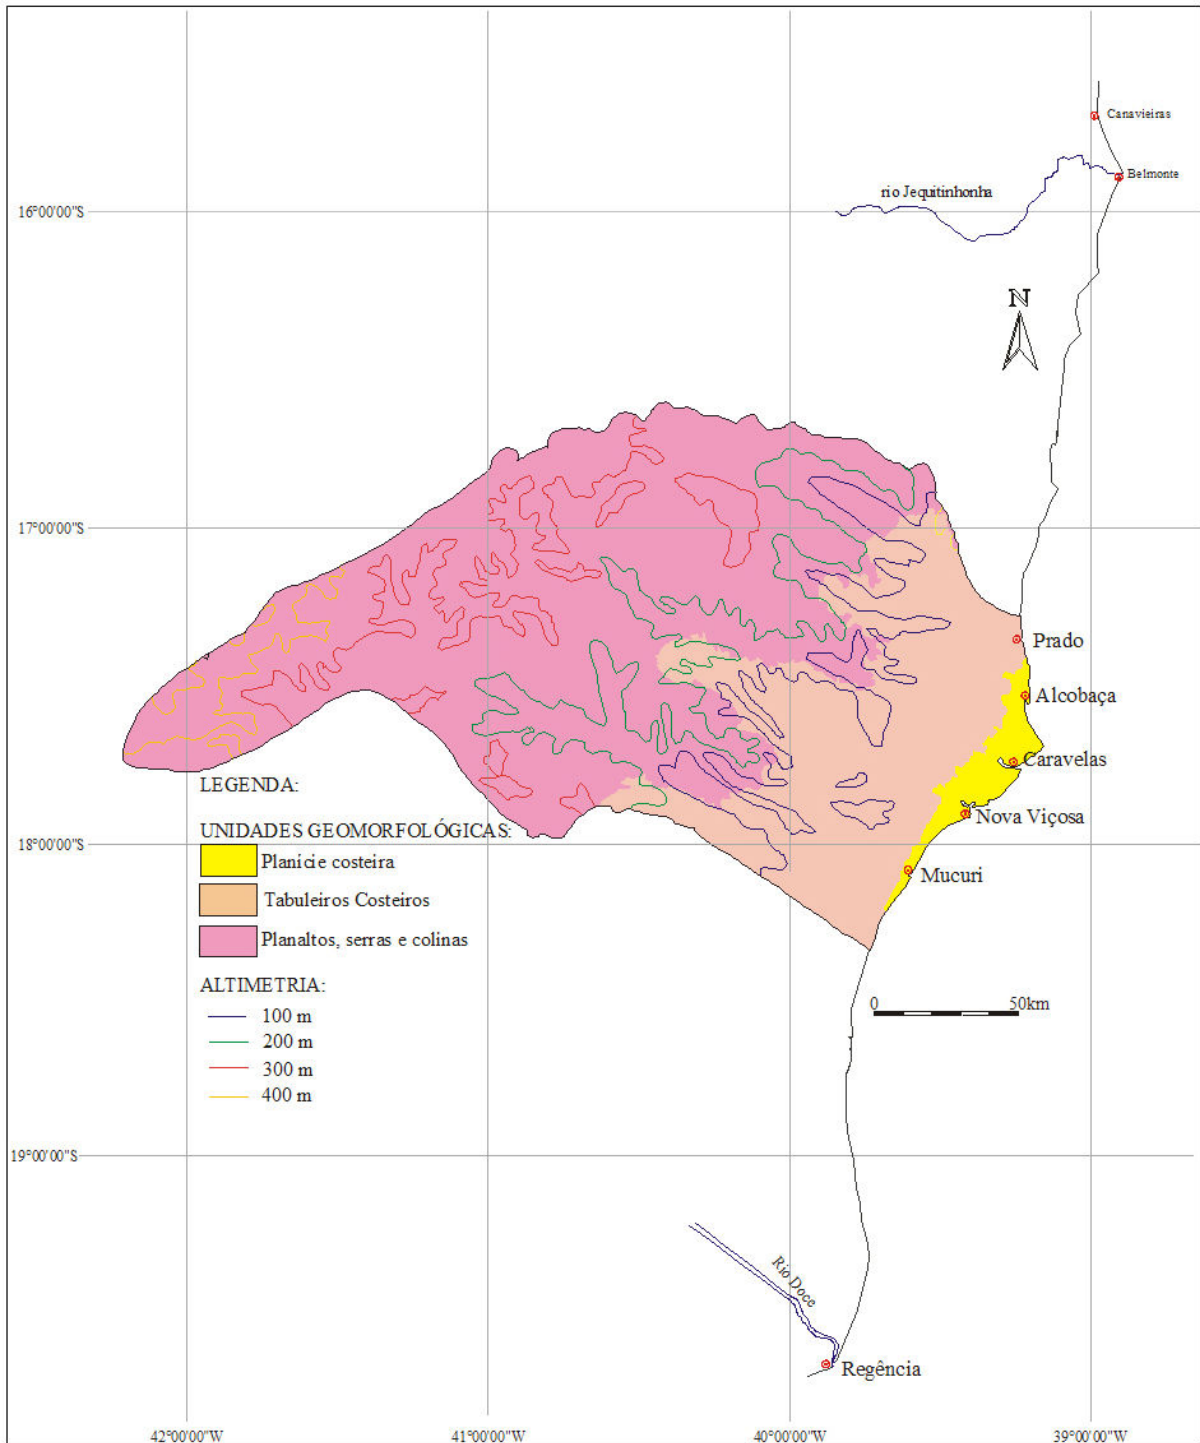 Canavieiras
Belmonte
rio Jequitinhonha
16°00'00"S
N
17°00'00"S
Prado
Alcobaça
Caravelas
LEGENDA:
Nova Viçosa
UNIDADES GEOMORFOLÓGICAS:
18°00'00"S
Planície costeira
Mucuri
Tabuleiros Costeiros
Planaltos, serras e colinas
ALTIMETRIA:
0 50km
100 m
200 m
300 m
400 m
19°00'00"S
Rio Doce
Regência
42°00'00"W 41°00'00"W 40°00'00"W 39°00'00"W